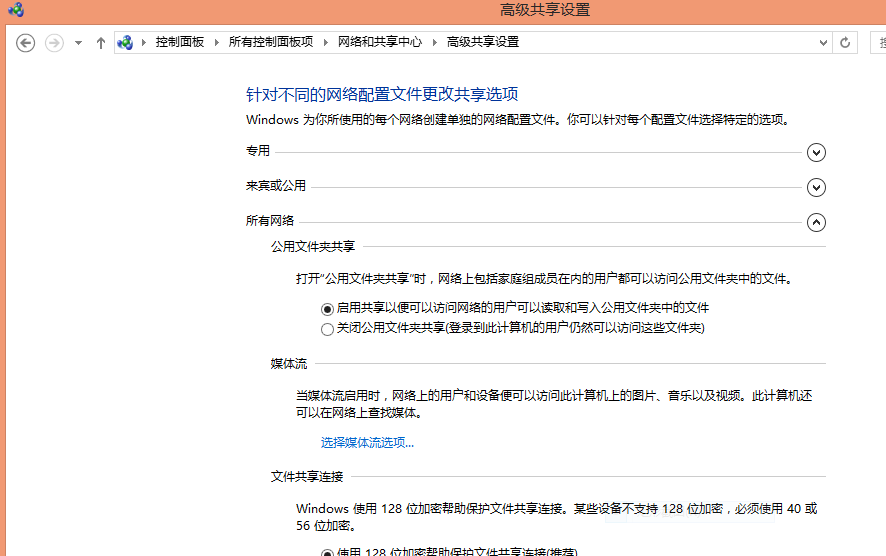 高级共享设置
控制面板 所有控制面板项 网络和共享中心 高级共享设置
针对不同的网络配置文件更改共享选项
Windows 为你所使用的每个网络创建单独的网络配置文件。你可以针对每个配置文件选择特定的选项。
专用
来宾或公用
所有网络
公用文件夹共享
打开“公用文件夹共享”时，网络上包括家庭组成员在内的用户都可以访问公用文件夹中的文件。
启用共享以便可以访问网络的用户可以读取和写入公用文件夹中的文件
关闭公用文件夹共享(登录到此计算机的用户仍然可以访问这些文件夹)
媒体流
当媒体流启用时，网络上的用户和设备便可以访问此计算机上的图片、音乐以及视频。此计算机还
可以在网络上查找媒体。
选择媒体流选项...
文件共享连接
Windows 使用 128 位加密帮助保护文件共享连接。某些设备不支持 128 位加密，必须使用 40 或
56 位加密。
使用 128 位加密帮助保护文件共享连接(推荐)